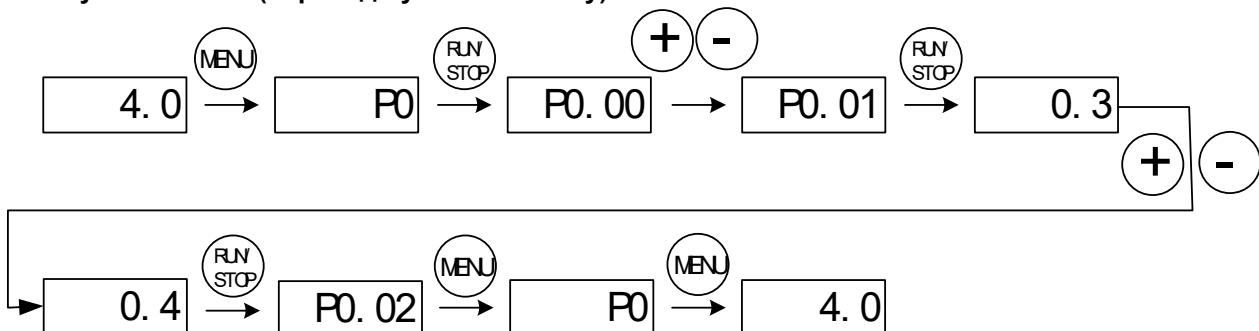 MENU RUN/ STOP + - RUN/ STOP
4.0 P0 P0.00 P0.01 0.3
+ -
RUN/ STOP MENU MENU
0.4 P0.02 P0 4.0